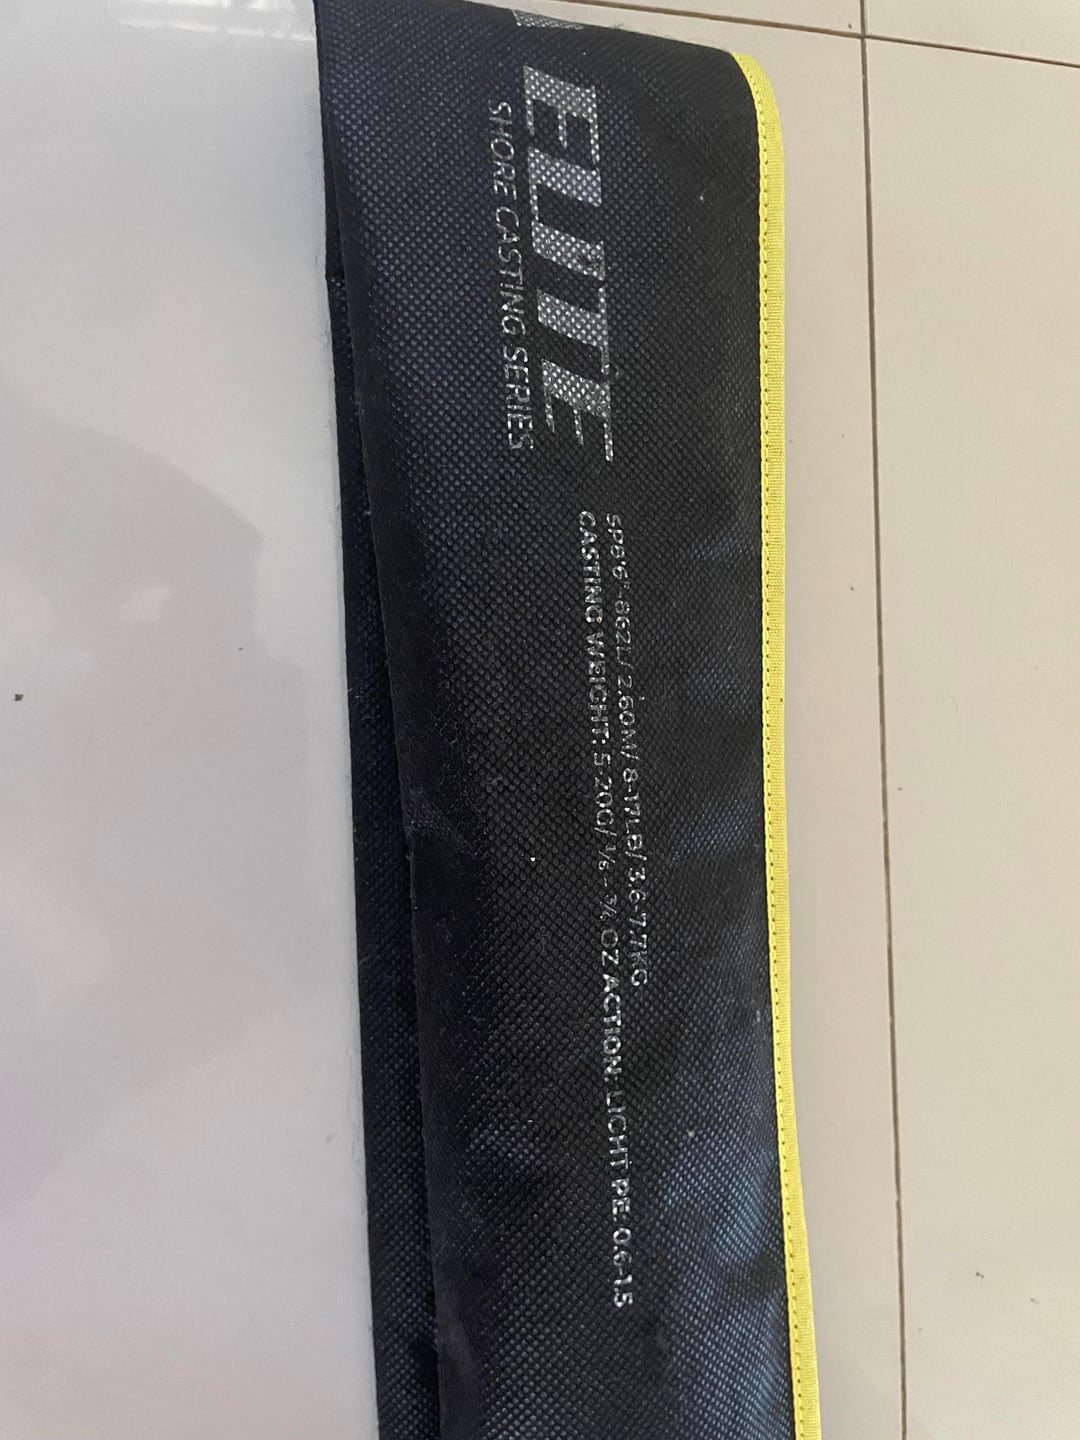 ELITE
SHORE CASTING SERIES
SP8'6"-862L/ 2.60M/ 8-17LB/3.6-7.7KG
CASTING WEIGHT: 5-20G/ ⅙ - ¾ OZ ACTION: LIGHT PE 0.6-1.5